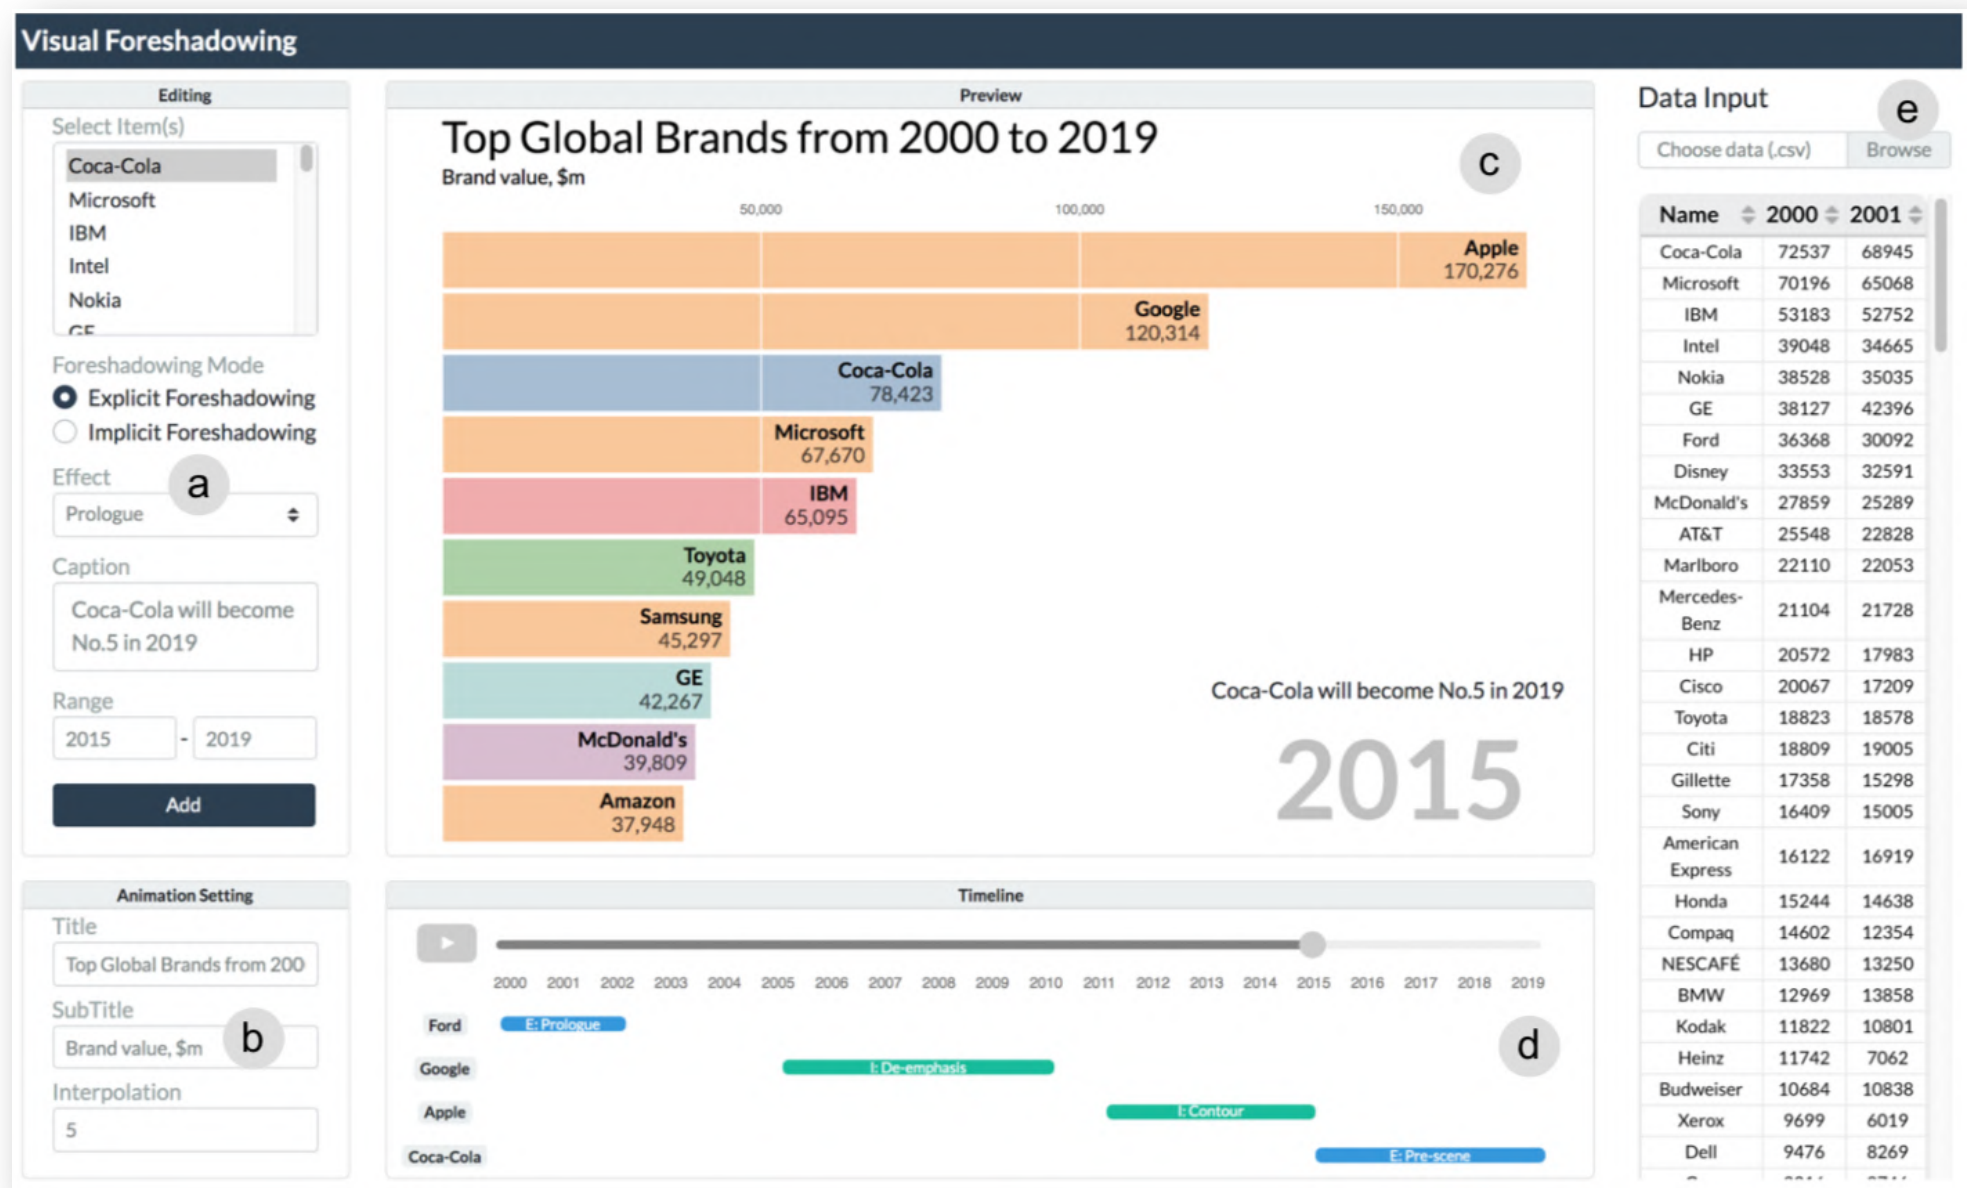 Visual Foreshadowing
Editing
Select Item(s)
Coca-Cola
Microsoft
IBM
Intel
Nokia
GE
Foreshadowing Mode
Explicit Foreshadowing
Implicit Foreshadowing
Effect
a
Prologue
Caption
Coca-Cola will become
No.5 in 2019
Range
2015 - 2019
Add
Animation Setting
Title
Top Global Brands from 200
SubTitle
b
Brand value, $m
Interpolation
5
Preview
Top Global Brands from 2000 to 2019
c
Brand value, $m
50,000 100,000 150,000
Apple
170,276
Google
120,314
Coca-Cola
78,423
Microsoft
67,670
IBM
65,095
Toyota
49,048
Samsung
45,297
GE
42,267
McDonald's
39,809
Amazon
37,948
Coca-Cola will become No.5 in 2019
2015
Timeline
2000 2001 2002 2003 2004 2005 2006 2007 2008 2009 2010 2011 2012 2013 2014 2015 2016 2017 2018 2019
Ford E: Prologue
d
Google I: De-emphasis
Apple I: Contour
Coca-Cola E: Pre-scene
Data Input
e
Choose data (.csv) Browse
Name 2000 2001
Coca-Cola 72537 68945
Microsoft 70196 65068
IBM 53183 52752
Intel 39048 34665
Nokia 38528 35035
GE 38127 42396
Ford 36368 30092
Disney 33553 32591
McDonald's 27859 25289
AT&T 25548 22828
Marlboro 22110 22053
Mercedes-
Benz 21104 21728
HP 20572 17983
Cisco 20067 17209
Toyota 18823 18578
Citi 18809 19005
Gillette 17358 15298
Sony 16409 15005
American
Express 16122 16919
Honda 15244 14638
Compaq 14602 12354
NESCAFÉ 13680 13250
BMW 12969 13858
Kodak 11822 10801
Heinz 11742 7062
Budweiser 10684 10838
Xerox 9699 6019
Dell 9476 8269